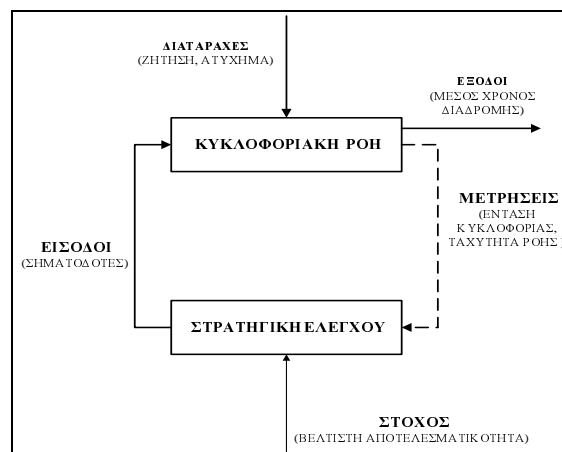 ΔΙΑΤΑΡΑΧΕΣ
(ΖΗΤΗΣΗ, ΑΤΥΧΗΜΑ)
ΕΞΟΔΟΙ
(ΜΕΣΟΣ ΧΡΟΝΟΣ
ΔΙΑΔΡΟΜΗΣ)
ΚΥΚΛΟΦΟΡΙΑΚΗ ΡΟΗ
ΜΕΤΡΗΣΕΙΣ
(ΕΝΤΑΣΗ
ΚΥΚΛΟΦΟΡΙΑΣ,
ΤΑΧΥΤΗΤΑ ΡΟΗΣ)
ΕΙΣΟΔΟΙ
(ΣΗΜΑΤΟΔΟΤΕΣ)
ΣΤΡΑΤΗΓΙΚΗ ΕΛΕΓΧΟΥ
ΣΤΟΧΟΣ
(ΒΕΛΤΙΣΤΗ ΑΠΟΤΕΛΕΣΜΑΤΙΚΟΤΗΤΑ)